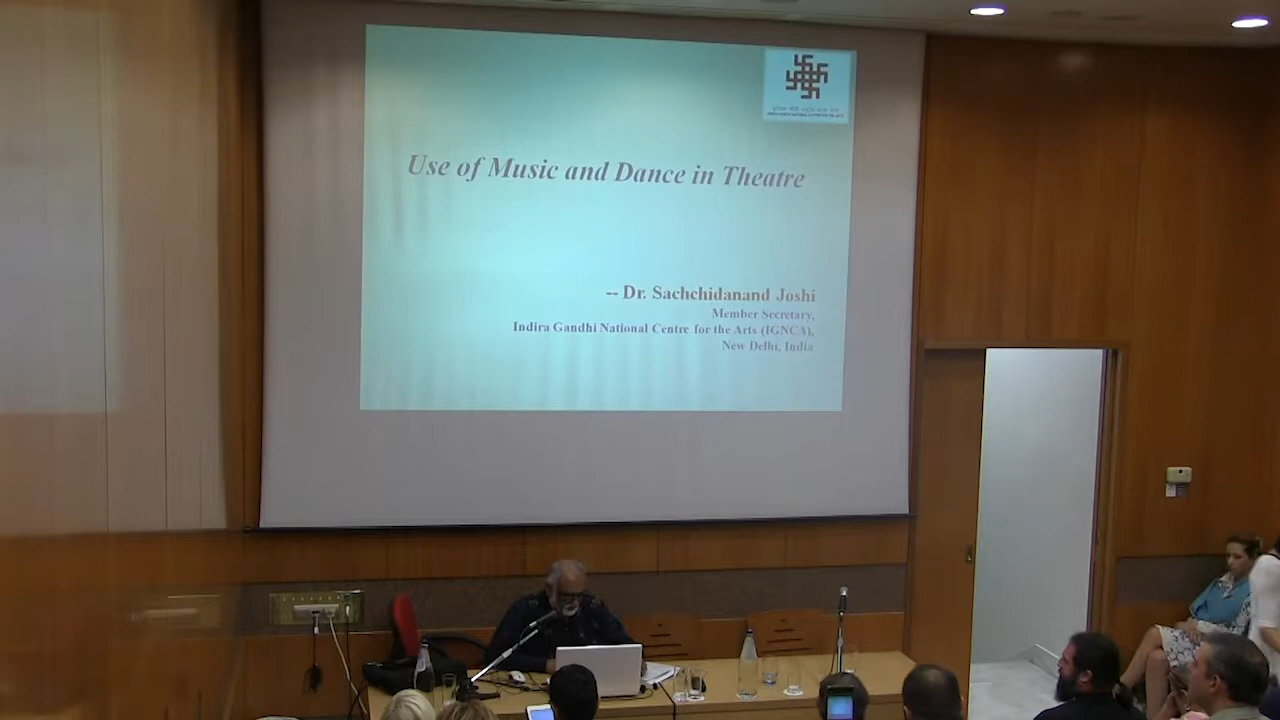 Use of Music and Dance in Theatre
-- Dr. Sachchidanand Joshi
Member Secretary,
Indira Gandhi National Centre for the Arts (IGNCA),
New Delhi, India